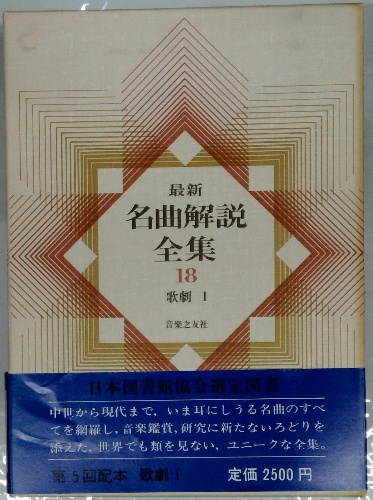 最新
名曲解説
全集
18
歌劇 I
音楽之友社
日本図書館協会選定図書
中世から現代まで，いま耳にしうる名曲のすべ
てを網羅し，音楽鑑賞，研究に新たないろどりを
添えた，世界でも類を見ない，ユニークな全集。
第5回配本 歌劇 I
定価 2500円